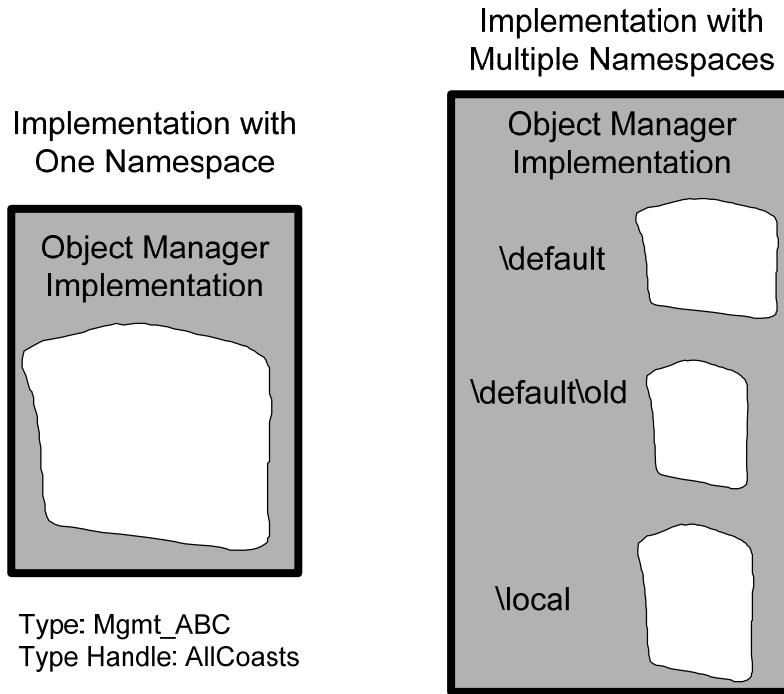 Implementation with
One Namespace
Object Manager
Implementation
Type: Mgmt_ABC
Type Handle: AllCoasts
Implementation with
Multiple Namespaces
Object Manager
Implementation
\default
\default\old
\local